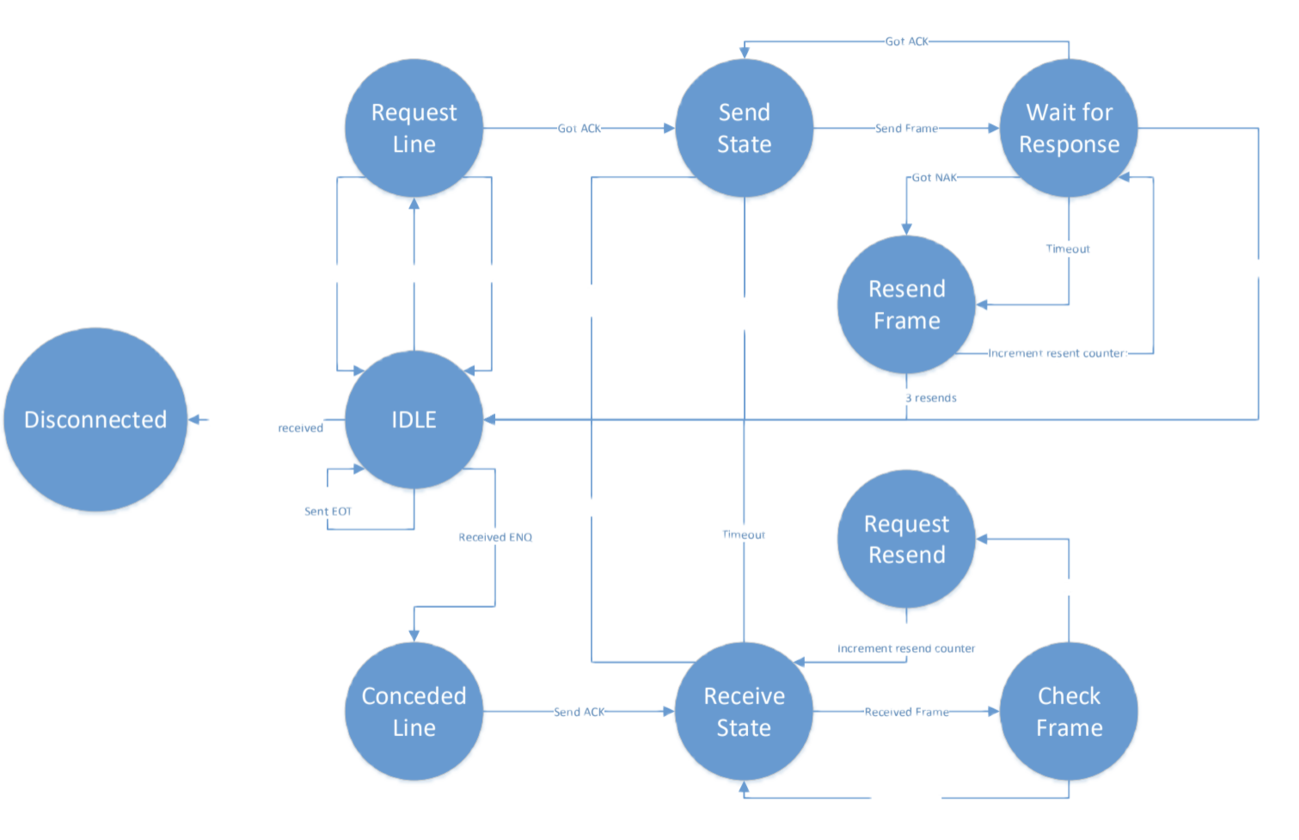 Got ACK
Request
Line
Got ACK
Send
State
Send Frame
Wait for
Response
Got NAK
Timeout
Resend
Frame
Increment resent counter
3 resends
Disconnected
IDLE
received
Sent EOT
Received ENQ
Timeout
Request
Resend
Increment resend counter
Conceded
Line
Send ACK
Receive
State
Received Frame
Check
Frame